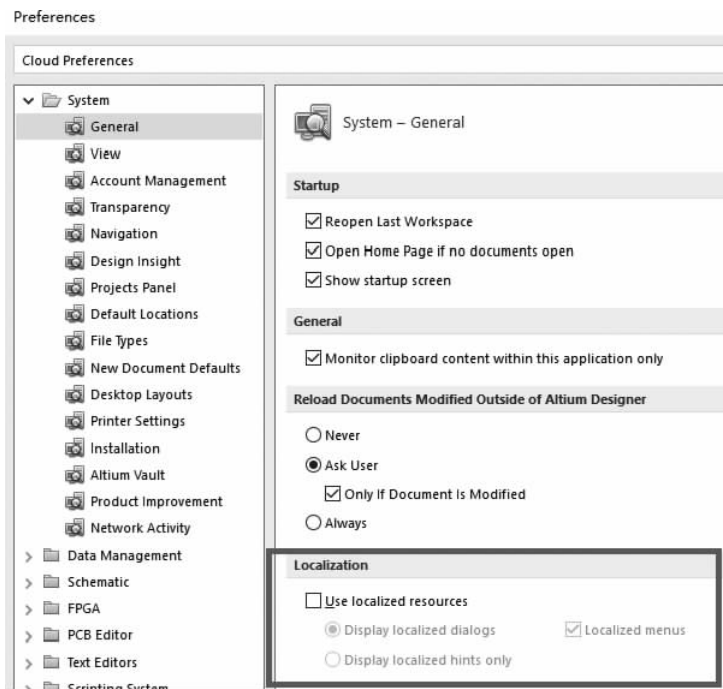 Preferences
Cloud Preferences
System
General
View
Account Management
Transparency
Navigation
Design Insight
Projects Panel
Default Locations
File Types
New Document Defaults
Desktop Layouts
Printer Settings
Installation
Altium Vault
Product Improvement
Network Activity
Data Management
Schematic
FPGA
PCB Editor
Text Editors
Scripting System
System – General
Startup
Reopen Last Workspace
Open Home Page if no documents open
Show startup screen
General
Monitor clipboard content within this application only
Reload Documents Modified Outside of Altium Designer
Never
Ask User
Only If Document Is Modified
Always
Localization
Use localized resources
Display localized dialogs
Localized menus
Display localized hints only